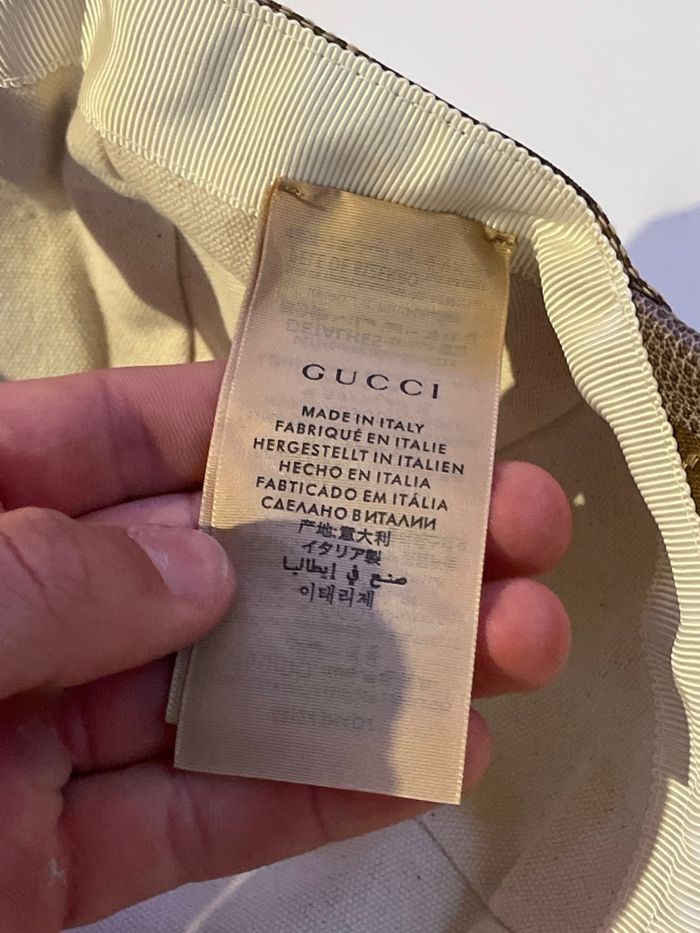 GUCCI
MADE IN ITALY
FABRIQUÉ EN ITALIE
HERGESTELLT IN ITALIEN
HECHO EN ITALIA
FABTICADO EM ITÁLIA
СДЕЛАНО В ИТАЛИИ
产地:意大利
イタリア製
صنع في إيطاليا
이태리제